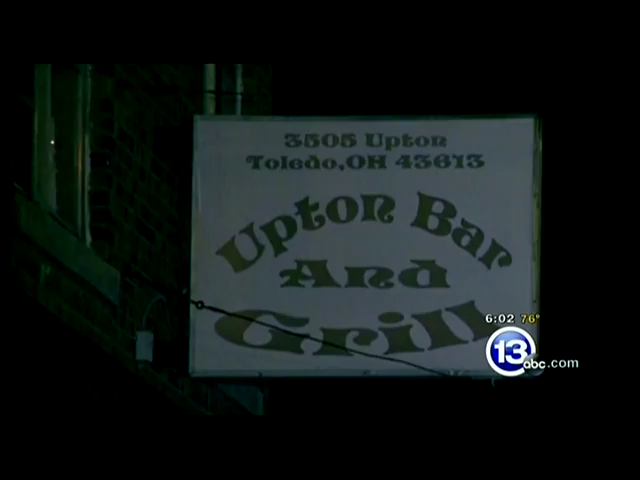 3505 Upton
Toledo,OH 43613
Upton Bar
And
Grill
6:02 76°
13
abc.com